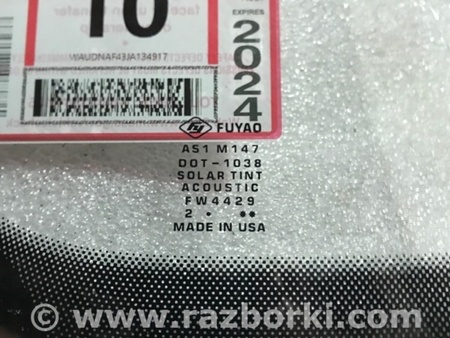 10
EXPIRES
2024
WAUDNAF43JA134917
FUYAO
AS1 M147
DOT-1038
SOLAR TINT
ACOUSTIC
FW4429
2 . ●●
MADE IN USA
© www.razborki.com